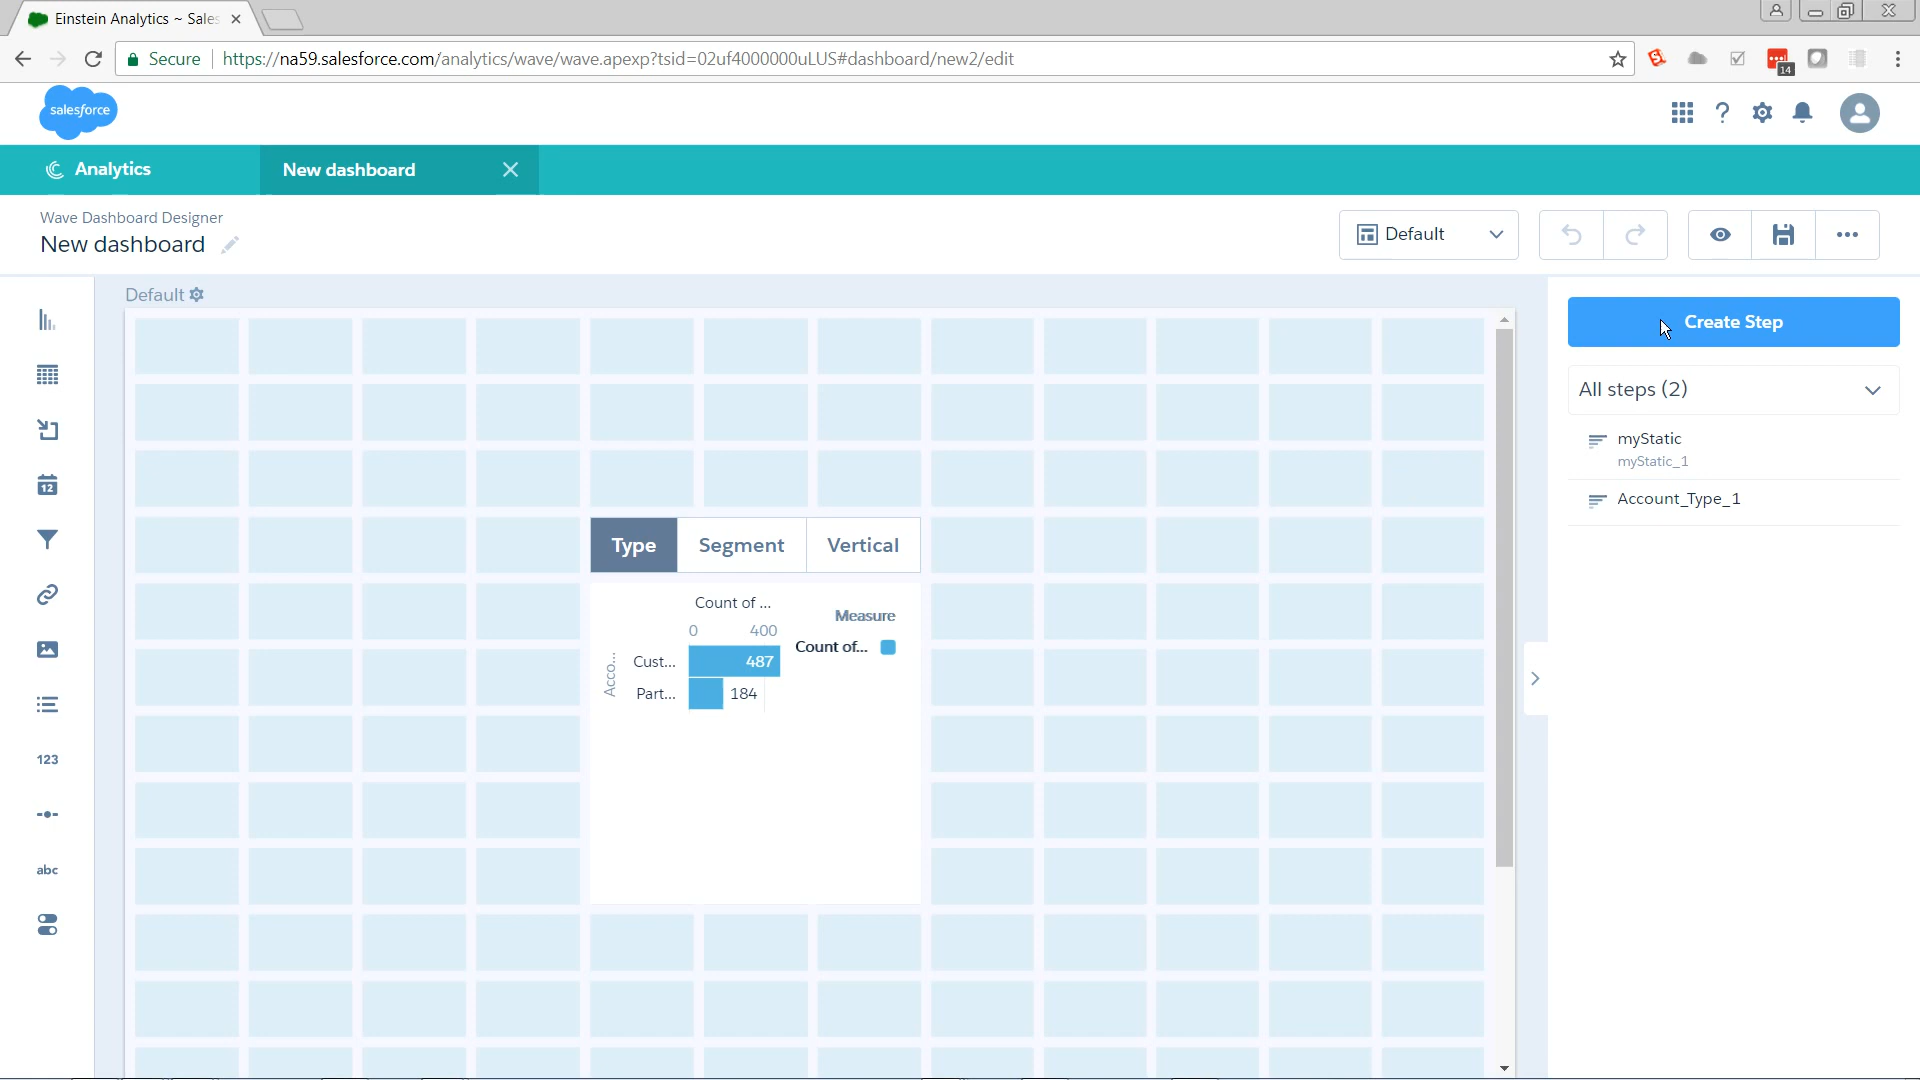 Einstein Analytics ~ Sales
Secure
https://na59.salesforce.com/analytics/wave/wave.apexp?tsid=02uf4000000uLUS#dashboard/new2/edit
14
salesforce
?
Analytics
New dashboard
Wave Dashboard Designer
New dashboard
Default
Default
Create Step
All steps (2)
myStatic
myStatic_1
Account_Type_1
12
123
abc
Type
Segment
Vertical
Count of ...
0
400
Measure
Count of...
Acco...
Cust...
487
Part...
184